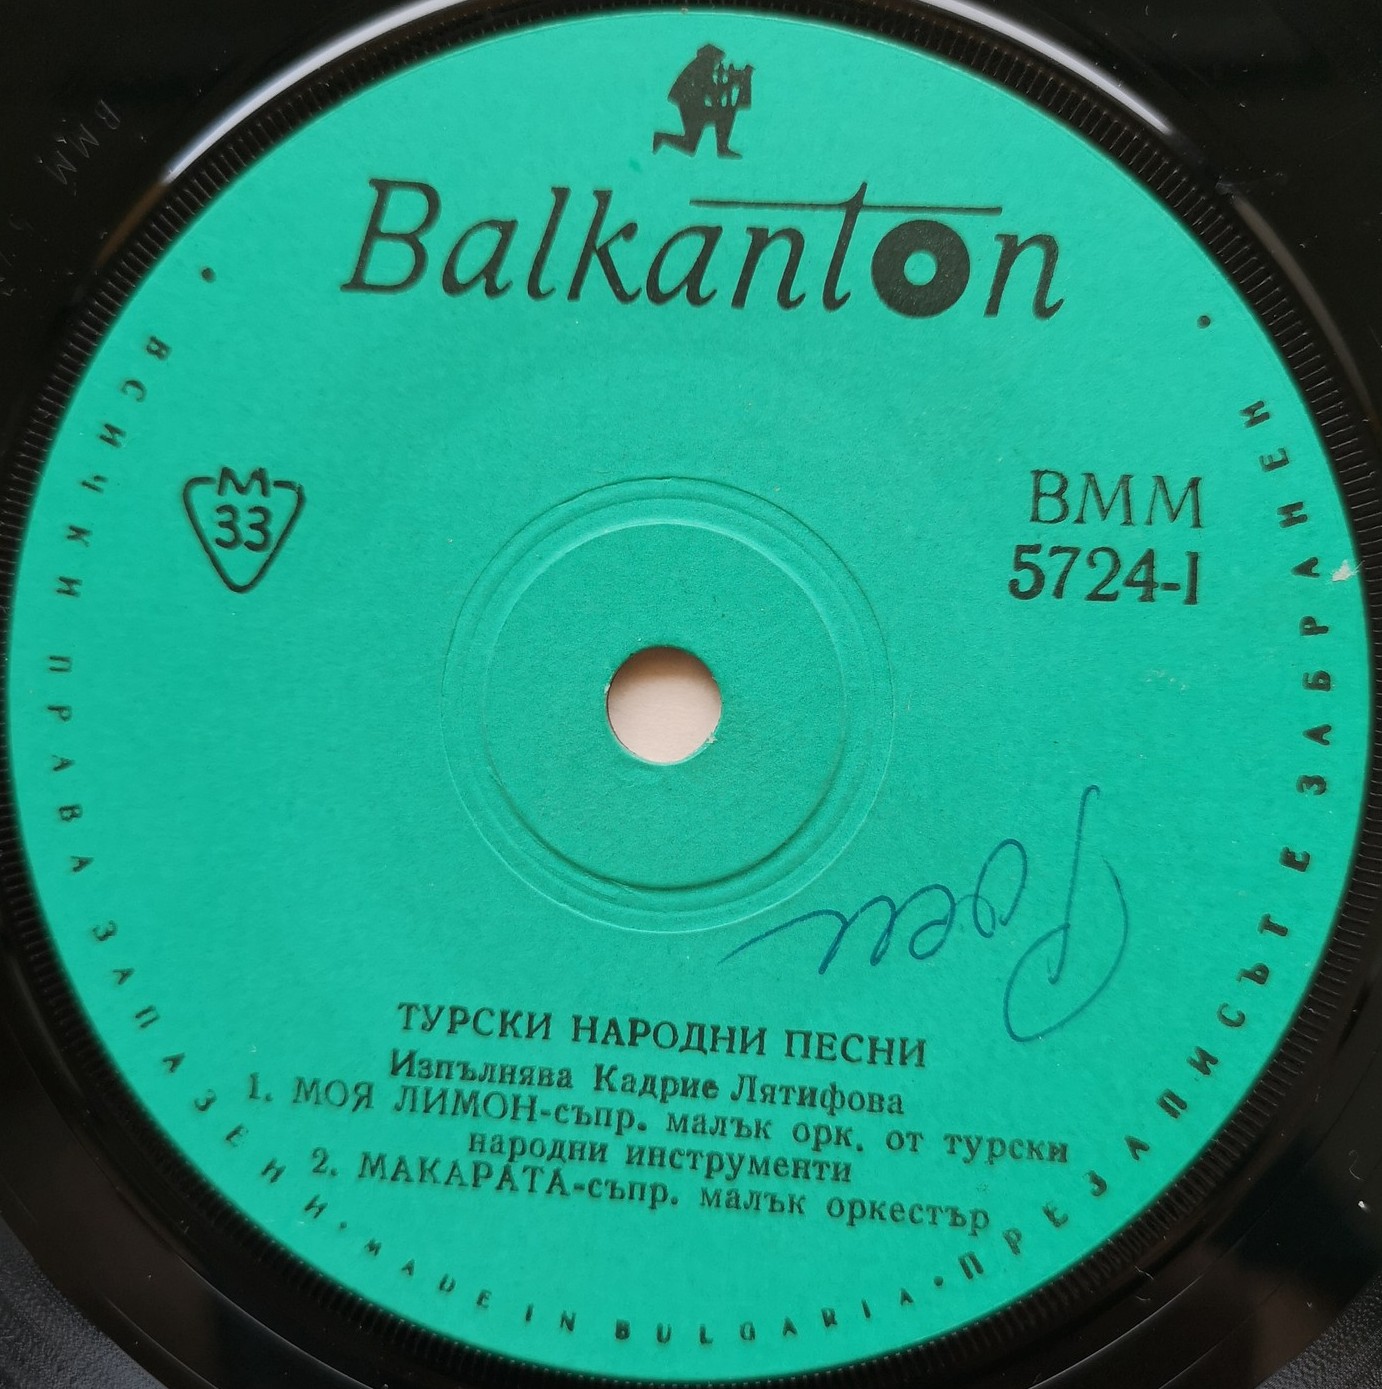 Balkanton
M
33
ВММ
5724-I
ТУРСКИ НАРОДНИ ПЕСНИ
Изпълнява Кадрие Лятифова
1. МОЯ ЛИМОН-съпр. малък орк. от турски
народни инструменти
2. МАКАРАТА-съпр. малък оркестър
• ВСИЧКИ ПРАВА ЗАПАЗЕНИ • MADE IN BULGARIA • ПРЕЗАПИСЪТ Е ЗАБРАНЕН •
BMM